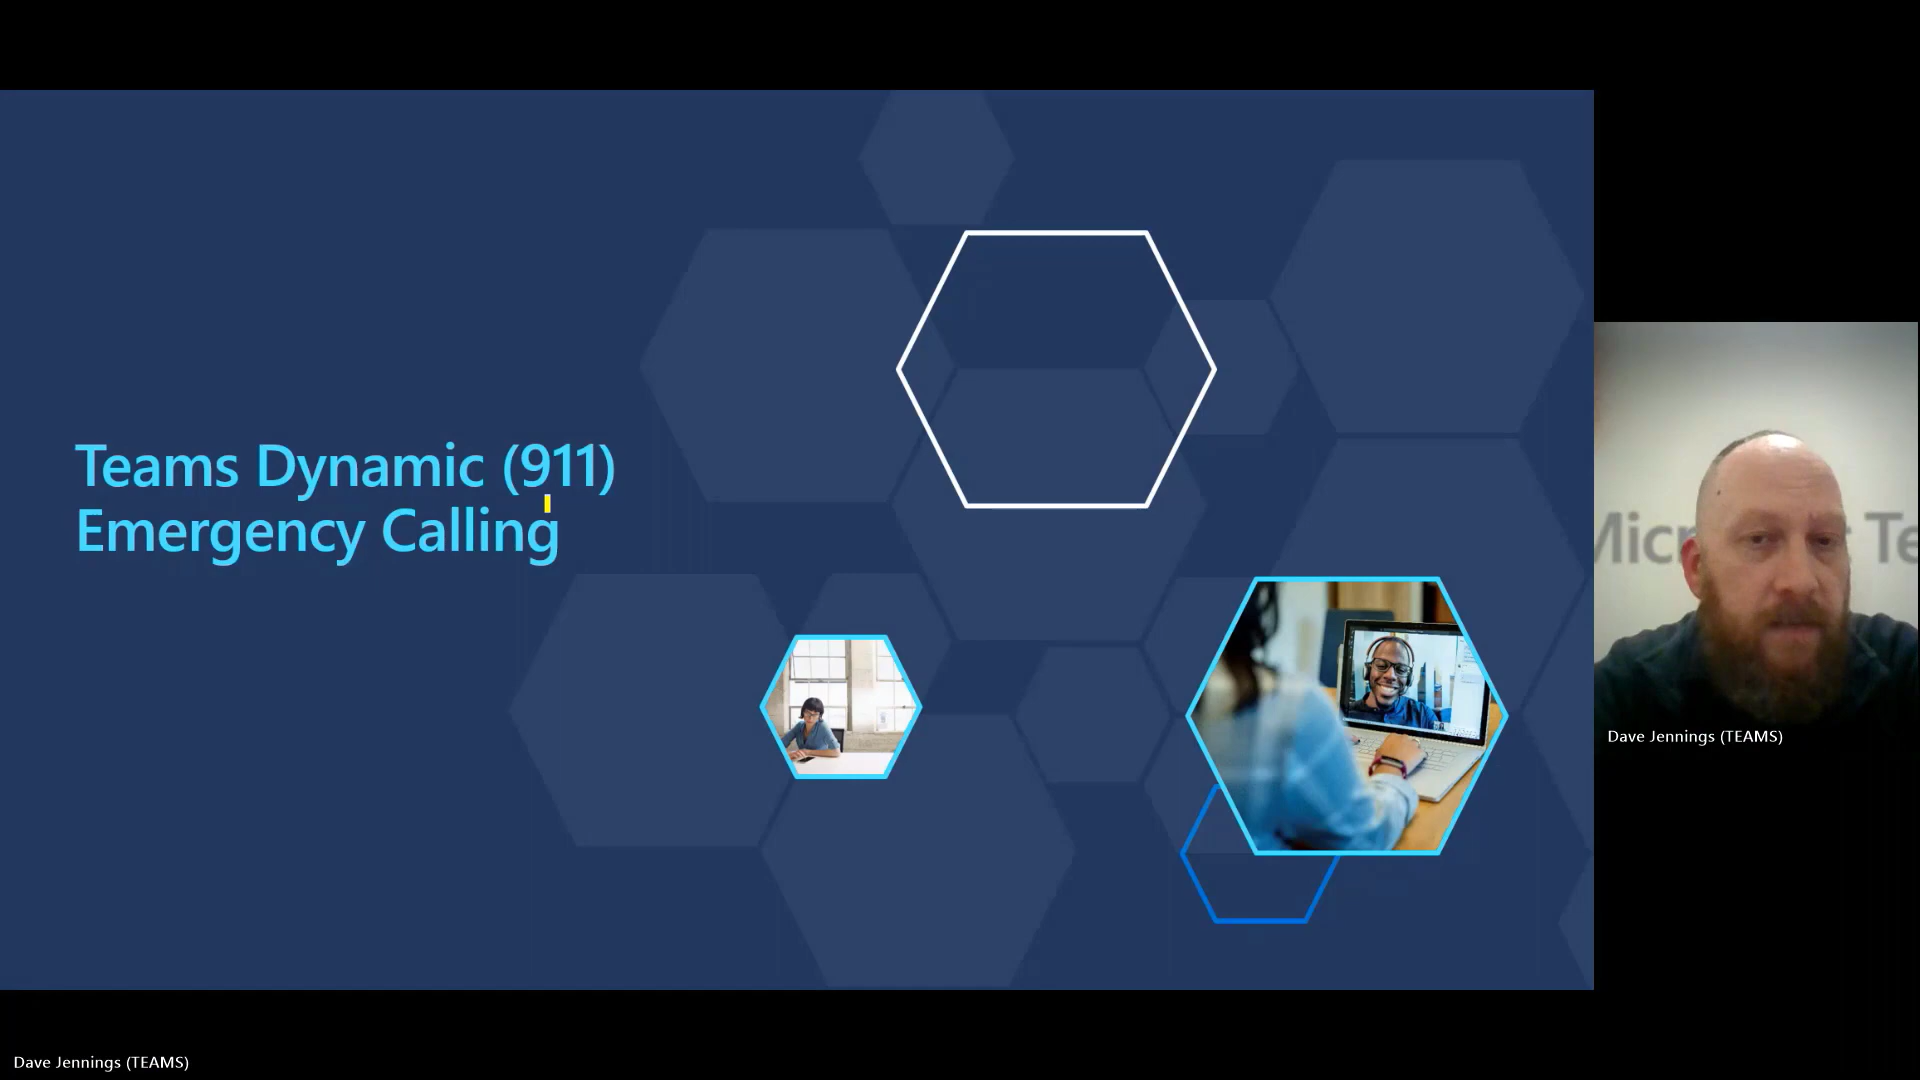 Teams Dynamic (911)
Emergency Calling
Dave Jennings (TEAMS)
Dave Jennings (TEAMS)